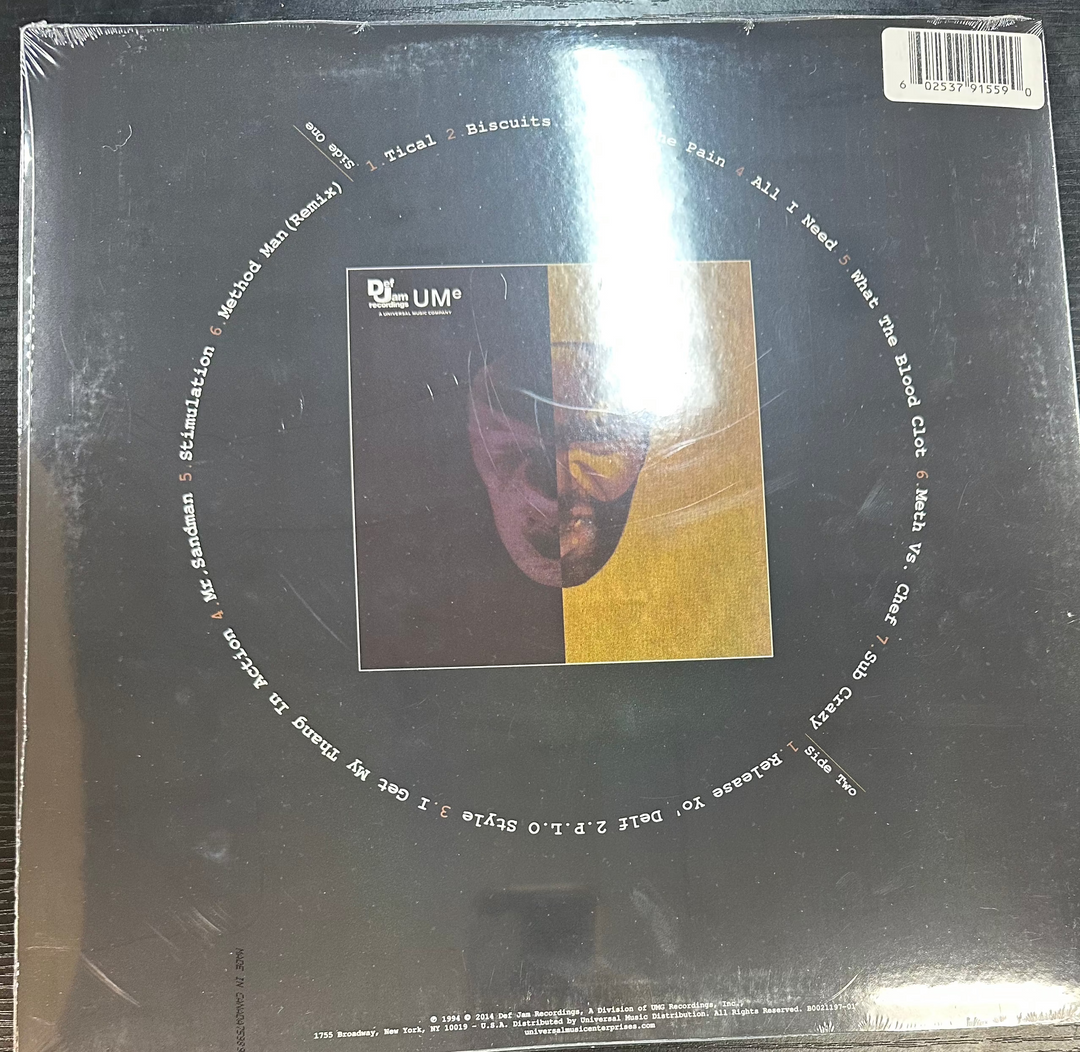 6 02537 91559 0
Side One
1.Tical 2.Biscuits
Pain 4.All I Need 5.What The Blood Clot 6.Meth Vs. Chef 7.Sub Crazy
Side Two
1.Release Yo' Delf 2.P.L.O Style 3.I Get My Thang In Action 4.Mr.Sandman 5.Stimulation 6.Method Man(Remix)
Def
Jam
recordings
UMe
A UNIVERSAL MUSIC COMPANY
MADE IN CANADA
℗ 1994 © 2014 Def Jam Recordings, A Division of UMG Recordings, Inc.
1755 Broadway, New York, NY 10019 - U.S.A. Distributed by Universal Music Distribution. All Rights Reserved. B0021197-01
universalmusicenterprises.com